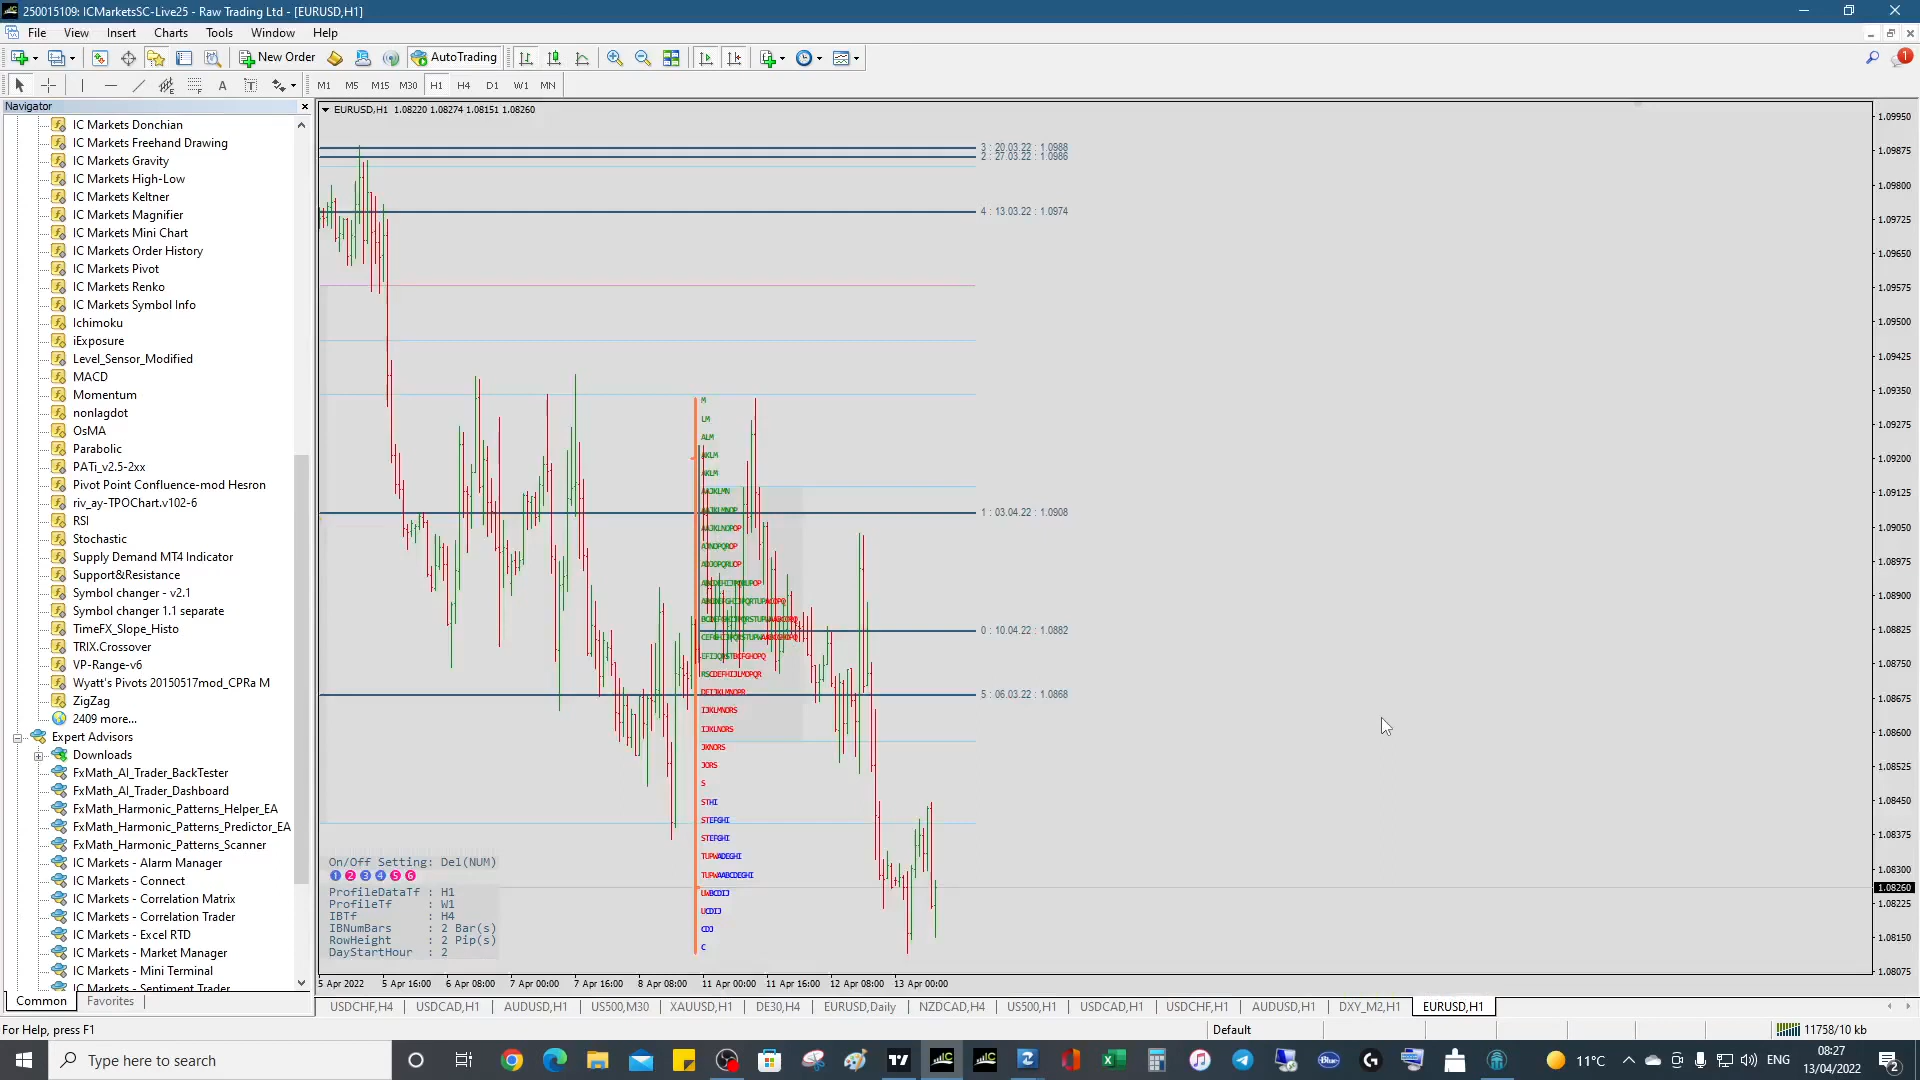 250015109: ICMarketsSC-Live25 - Raw Trading Ltd - [EURUSD,H1]
File View Insert Charts Tools Window Help
New Order AutoTrading
M1 M5 M15 M30 H1 H4 D1 W1 MN
Navigator
IC Markets Donchian
IC Markets Freehand Drawing
IC Markets Gravity
IC Markets High-Low
IC Markets Keltner
IC Markets Magnifier
IC Markets Mini Chart
IC Markets Order History
IC Markets Pivot
IC Markets Renko
IC Markets Symbol Info
Ichimoku
iExposure
Level_Sensor_Modified
MACD
Momentum
nonlagdot
OsMA
Parabolic
PATi_v2.5-2xx
Pivot Point Confluence-mod Hesron
riv_ay-TPOChart.v102-6
RSI
Stochastic
Supply Demand MT4 Indicator
Support&Resistance
Symbol changer - v2.1
Symbol changer 1.1 separate
TimeFX_Slope_Histo
TRIX.Crossover
VP-Range-v6
Wyatt's Pivots 20150517mod_CPRa M
ZigZag
2409 more...
Expert Advisors
Downloads
FxMath_AI_Trader_BackTester
FxMath_AI_Trader_Dashboard
FxMath_Harmonic_Patterns_Helper_EA
FxMath_Harmonic_Patterns_Predictor_EA
FxMath_Harmonic_Patterns_Scanner
IC Markets - Alarm Manager
IC Markets - Connect
IC Markets - Correlation Matrix
IC Markets - Correlation Trader
IC Markets - Excel RTD
IC Markets - Market Manager
IC Markets - Mini Terminal
IC Markets - Sentiment Trader
Common Favorites
EURUSD,H1 1.08220 1.08274 1.08151 1.08260
3 : 20.03.22 : 1.0988
2 : 27.03.22 : 1.0986
4 : 13.03.22 : 1.0974
1 : 03.04.22 : 1.0908
0 : 10.04.22 : 1.0882
5 : 06.03.22 : 1.0868
M
LM
ALM
AKLM
AKLM
IJKLMNORS
IJKLNORS
JKNORS
JORS
S
STHI
STEFGHI
STEFGHI
UCDIJ
CDJ
C
On/Off Setting: Del(NUM)
1 2 3 4 5 6
ProfileDataTf : H1
ProfileTf : W1
IBTf : H4
IBNumBars : 2 Bar(s)
RowHeight : 2 Pip(s)
DayStartHour : 2
1.09950
1.09875
1.09800
1.09725
1.09650
1.09575
1.09500
1.09425
1.09350
1.09275
1.09200
1.09125
1.09050
1.08975
1.08900
1.08825
1.08750
1.08675
1.08600
1.08525
1.08450
1.08375
1.08300
1.08260
1.08225
1.08150
1.08075
5 Apr 2022 5 Apr 16:00 6 Apr 08:00 7 Apr 00:00 7 Apr 16:00 8 Apr 08:00 11 Apr 00:00 11 Apr 16:00 12 Apr 08:00 13 Apr 00:00
USDCHF,H4 USDCAD,H1 AUDUSD,H1 US500,M30 XAUUSD,H1 DE30,H4 EURUSD,Daily NZDCAD,H4 US500,H1 USDCAD,H1 USDCHF,H1 AUDUSD,H1 DXY_M2,H1 EURUSD,H1
For Help, press F1 Default 11758/10 kb
Type here to search 11°C ENG 08:27
13/04/2022 2